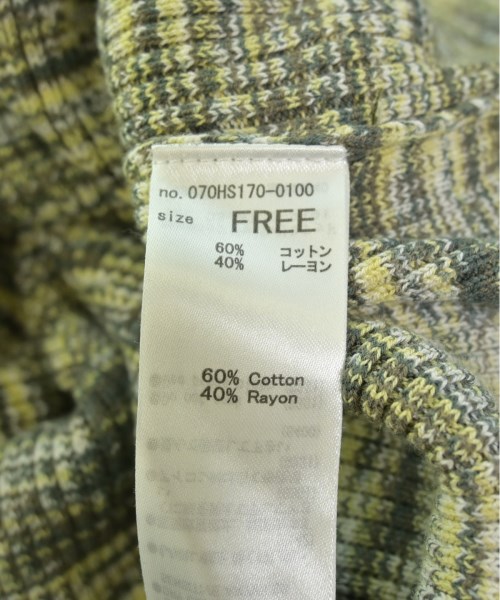 no. 070HS170-0100
size FREE
60% コットン
40% レーヨン
60% Cotton
40% Rayon